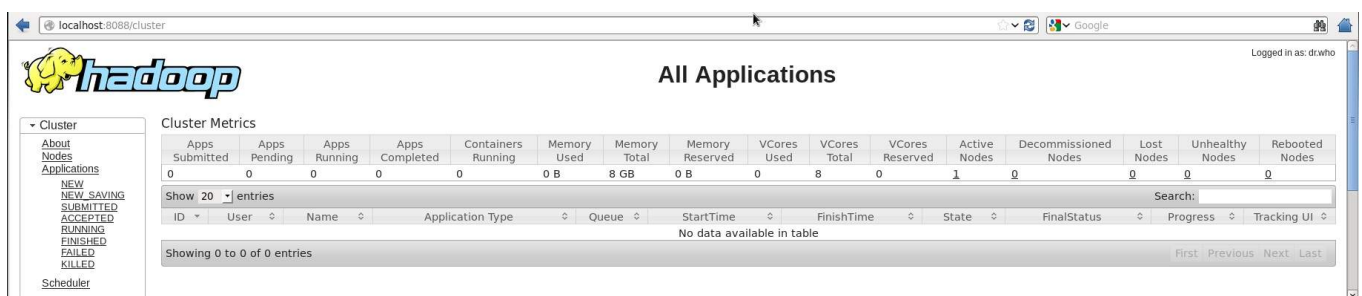 localhost:8088/cluster
Google
hadoop
All Applications
Logged in as: dr.who
Cluster
About
Nodes
Applications
NEW
NEW_SAVING
SUBMITTED
ACCEPTED
RUNNING
FINISHED
FAILED
KILLED
Scheduler
Cluster Metrics
Apps Submitted Apps Pending Apps Running Apps Completed Containers Running Memory Used Memory Total Memory Reserved VCores Used VCores Total VCores Reserved Active Nodes Decommissioned Nodes Lost Nodes Unhealthy Nodes Rebooted Nodes
0 0 0 0 0 0 B 8 GB 0 B 0 8 0 1 0 0 0 0
Show 20 entries Search:
ID User Name Application Type Queue StartTime FinishTime State FinalStatus Progress Tracking UI
No data available in table
Showing 0 to 0 of 0 entries First Previous Next Last